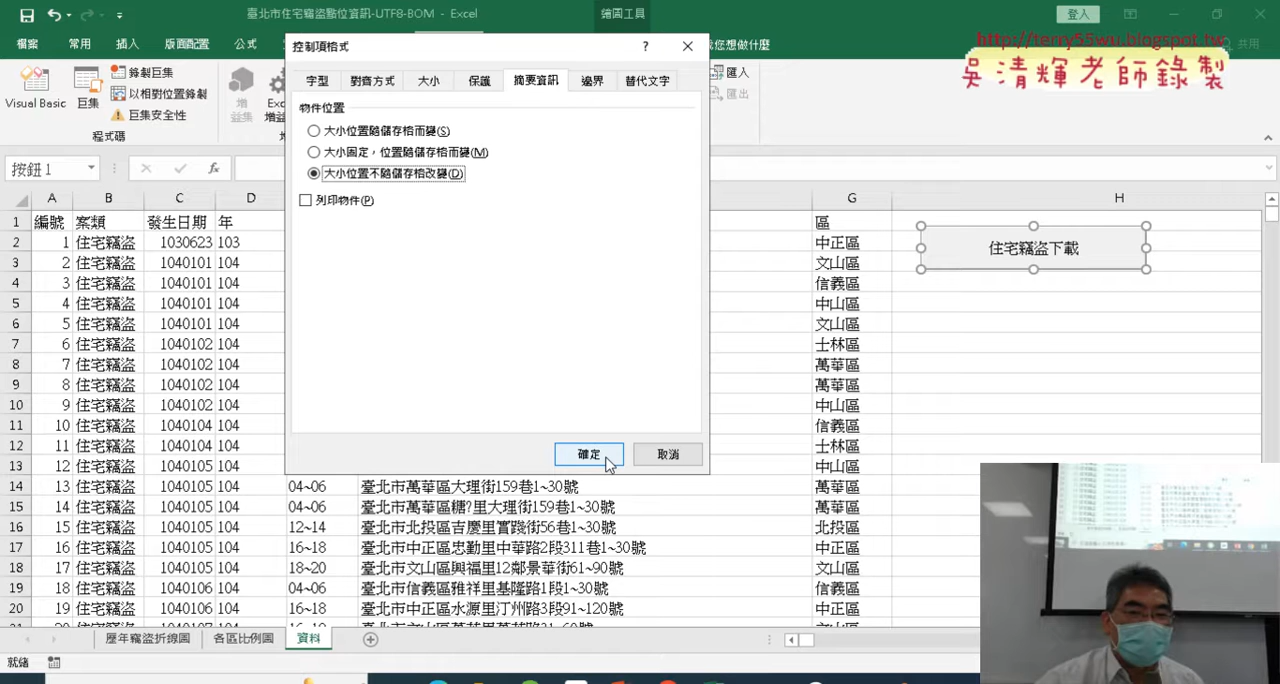 臺北市住宅竊盜點位資訊-UTF8-BOM - Excel
繪圖工具
登入
檔案 常用 插入 版面配置 公式
您想做什麼
共用
http://terry55wu.blogspot.tw
吳清輝老師錄製
Visual Basic
巨集
錄製巨集
以相對位置錄製
巨集安全性
程式碼
增益集
匯入
匯出
控制項格式
字型 對齊方式 大小 保護 摘要資訊 邊界 替代文字
物件位置
大小位置隨儲存格而變(S)
大小固定，位置隨儲存格而變(M)
大小位置不隨儲存格改變(D)
列印物件(P)
確定 取消
按鈕 1
fx
A B C D G H
1 編號 案類 發生日期 年 區
住宅竊盜下載
2 1 住宅竊盜 1030623 103 中正區
3 2 住宅竊盜 1040101 104 文山區
4 3 住宅竊盜 1040101 104 信義區
5 4 住宅竊盜 1040101 104 中山區
6 5 住宅竊盜 1040101 104 文山區
7 6 住宅竊盜 1040102 104 士林區
8 7 住宅竊盜 1040102 104 萬華區
9 8 住宅竊盜 1040102 104 萬華區
10 9 住宅竊盜 1040102 104 中山區
11 10 住宅竊盜 1040104 104 信義區
12 11 住宅竊盜 1040104 104 士林區
13 12 住宅竊盜 1040105 104 中山區
14 13 住宅竊盜 1040105 104 04~06 臺北市萬華區大理街159巷1~30號 萬華區
15 14 住宅竊盜 1040105 104 04~06 臺北市萬華區糖?里大理街159巷1~30號 萬華區
16 15 住宅竊盜 1040105 104 12~14 臺北市北投區吉慶里實踐街56巷1~30號 北投區
17 16 住宅竊盜 1040105 104 16~18 臺北市中正區忠勤里中華路2段311巷1~30號 中正區
18 17 住宅竊盜 1040105 104 18~20 臺北市文山區興福里12鄰景華街61~90號 文山區
19 18 住宅竊盜 1040106 104 04~06 臺北市信義區雅祥里基隆路1段1~30號 信義區
20 19 住宅竊盜 1040106 104 16~18 臺北市中正區水源里汀州路3段91~120號 中正區
歷年竊盜折線圖 各區比例圖 資料
就緒